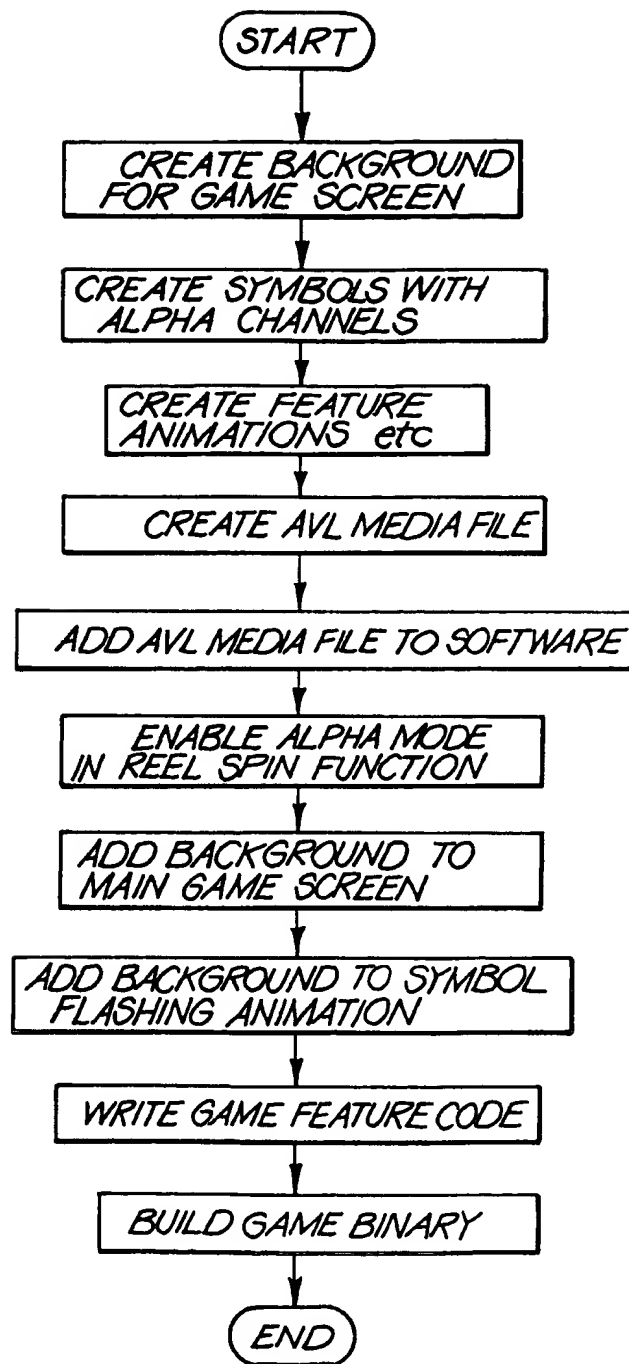 START
CREATE BACKGROUND
FOR GAME SCREEN
CREATE SYMBOLS WITH
ALPHA CHANNELS
CREATE FEATURE
ANIMATIONS etc
CREATE AVL MEDIA FILE
ADD AVL MEDIA FILE TO SOFTWARE
ENABLE ALPHA MODE
IN REEL SPIN FUNCTION
ADD BACKGROUND TO
MAIN GAME SCREEN
ADD BACKGROUND TO SYMBOL
FLASHING ANIMATION
WRITE GAME FEATURE CODE
BUILD GAME BINARY
END